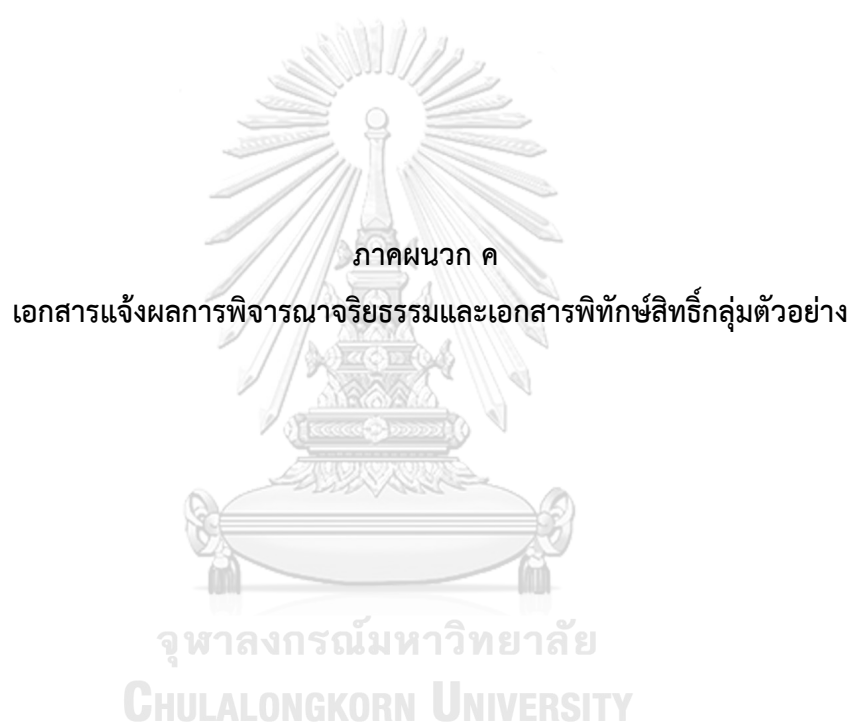 ภาคผนวก ค
เอกสารแจ้งผลการพิจารณาจริยธรรมและเอกสารพิทักษ์สิทธิ์กลุ่มตัวอย่าง
จุฬาลงกรณ์มหาวิทยาลัย
CHULALONGKORN UNIVERSITY